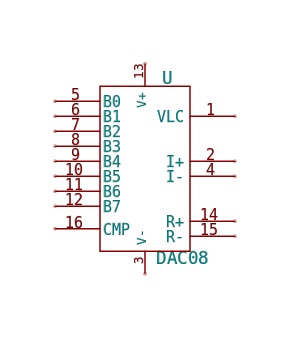 13
U
V+
5 B0
6 B1
7 B2
8 B3
9 B4
10 B5
11 B6
12 B7
16 CMP
VLC 1
I+ 2
I- 4
R+ 14
R- 15
V-
3
DAC08